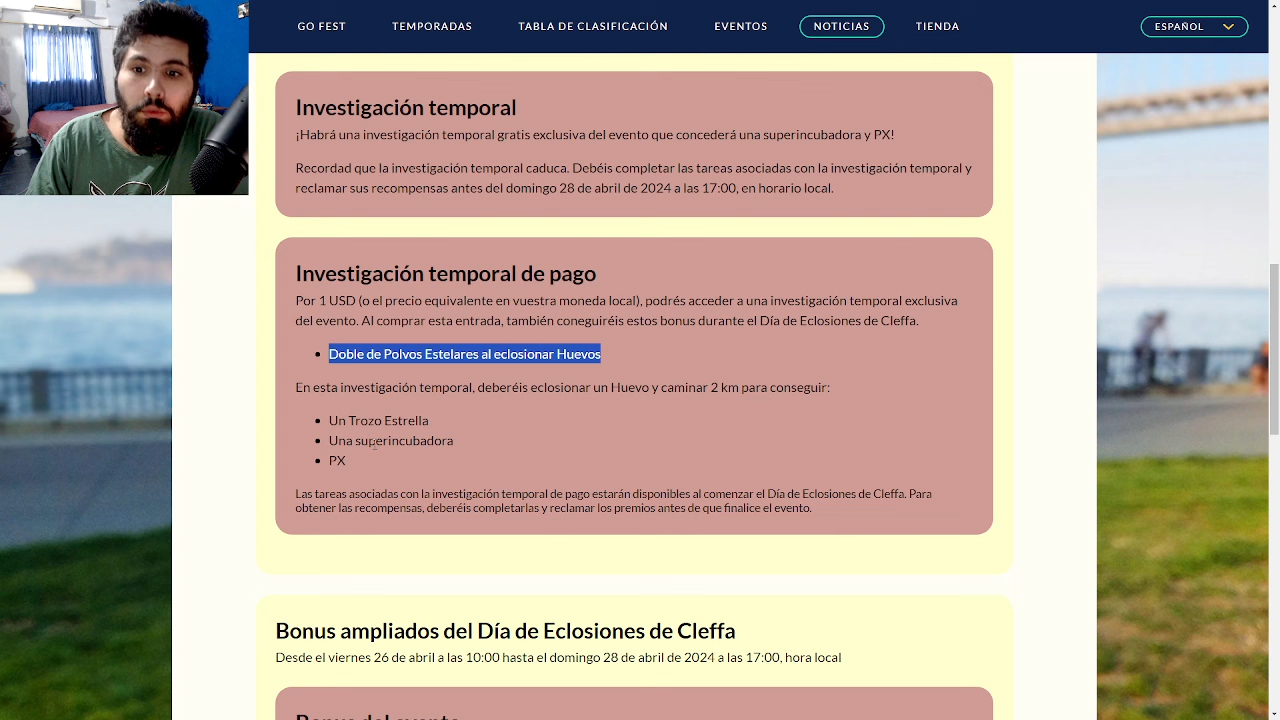 GO FEST TEMPORADAS TABLA DE CLASIFICACIÓN EVENTOS NOTICIAS TIENDA ESPAÑOL
Investigación temporal
¡Habrá una investigación temporal gratis exclusiva del evento que concederá una superincubadora y PX!
Recordad que la investigación temporal caduca. Debéis completar las tareas asociadas con la investigación temporal y
reclamar sus recompensas antes del domingo 28 de abril de 2024 a las 17:00, en horario local.
Investigación temporal de pago
Por 1 USD (o el precio equivalente en vuestra moneda local), podrés acceder a una investigación temporal exclusiva
del evento. Al comprar esta entrada, también coneguiréis estos bonus durante el Día de Eclosiones de Cleffa.
• Doble de Polvos Estelares al eclosionar Huevos
En esta investigación temporal, deberéis eclosionar un Huevo y caminar 2 km para conseguir:
• Un Trozo Estrella
• Una superincubadora
• PX
Las tareas asociadas con la investigación temporal de pago estarán disponibles al comenzar el Día de Eclosiones de Cleffa. Para
obtener las recompensas, deberéis completarlas y reclamar los premios antes de que finalice el evento.
Bonus ampliados del Día de Eclosiones de Cleffa
Desde el viernes 26 de abril a las 10:00 hasta el domingo 28 de abril de 2024 a las 17:00, hora local
Bonus del evento